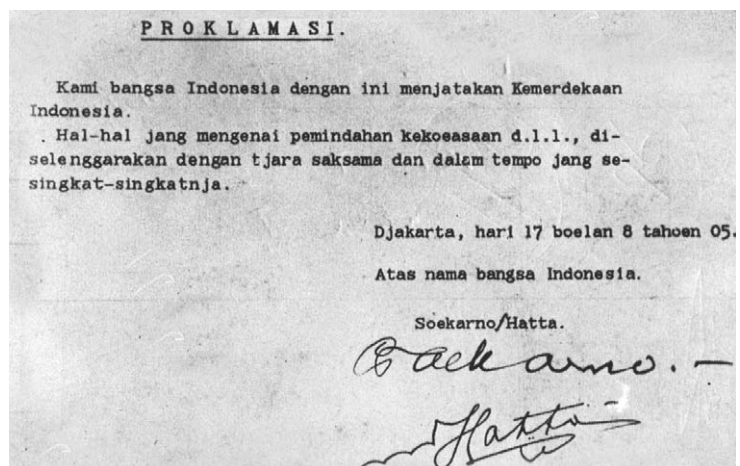 PROKLAMASI.
Kami bangsa Indonesia dengan ini menjatakan Kemerdekaan
Indonesia.
Hal-hal jang mengenai pemindahan kekoeasaan d.l.l., di-
selenggarakan dengan tjara saksama dan dalam tempo jang se-
singkat-singkatnja.
Djakarta, hari 17 boelan 8 tahoen 05.
Atas nama bangsa Indonesia.
Soekarno/Hatta.
Soekarno.-
Hatta